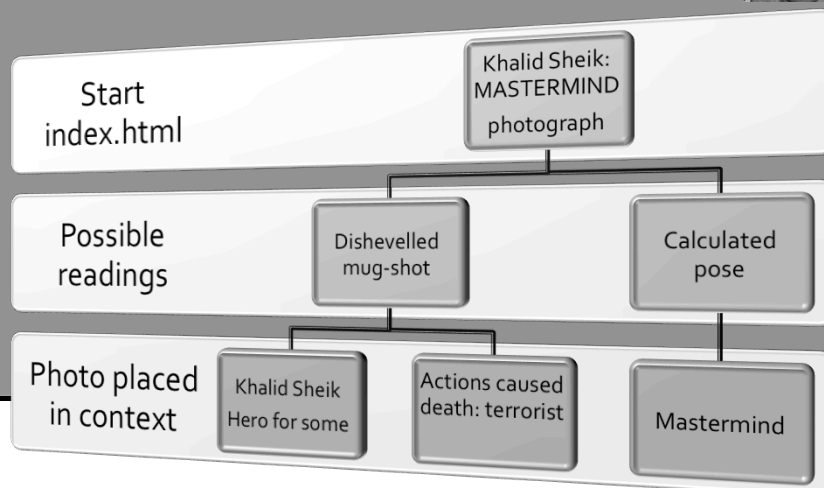 Start
index.html
Khalid Sheik:
MASTERMIND
photograph
Possible
readings
Dishevelled
mug-shot
Calculated
pose
Photo placed
in context
Khalid Sheik
Hero for some
Actions caused
death: terrorist
Mastermind